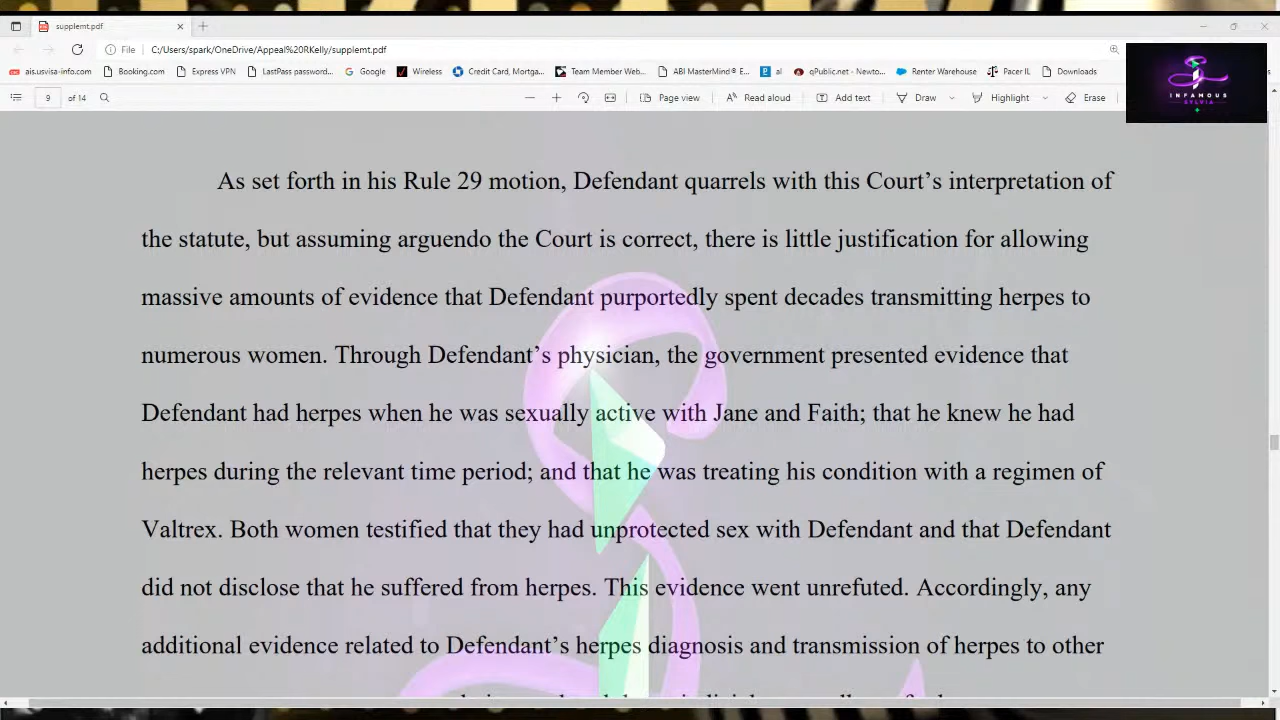 supplemt.pdf
File C:/Users/spark/OneDrive/Appeal%20RKelly/supplemt.pdf
ais.usvisa-info.com Booking.com Express VPN LastPass password... Google Wireless Credit Card, Mortga... Team Member Web... ABI MasterMind® E... al qPublic.net - Newto... Renter Warehouse Pacer IL Downloads
9 of 14 Page view Read aloud Add text Draw Highlight Erase
INFAMOUS
SYLVIA
As set forth in his Rule 29 motion, Defendant quarrels with this Court's interpretation of
the statute, but assuming arguendo the Court is correct, there is little justification for allowing
massive amounts of evidence that Defendant purportedly spent decades transmitting herpes to
numerous women. Through Defendant's physician, the government presented evidence that
Defendant had herpes when he was sexually active with Jane and Faith; that he knew he had
herpes during the relevant time period; and that he was treating his condition with a regimen of
Valtrex. Both women testified that they had unprotected sex with Defendant and that Defendant
did not disclose that he suffered from herpes. This evidence went unrefuted. Accordingly, any
additional evidence related to Defendant's herpes diagnosis and transmission of herpes to other